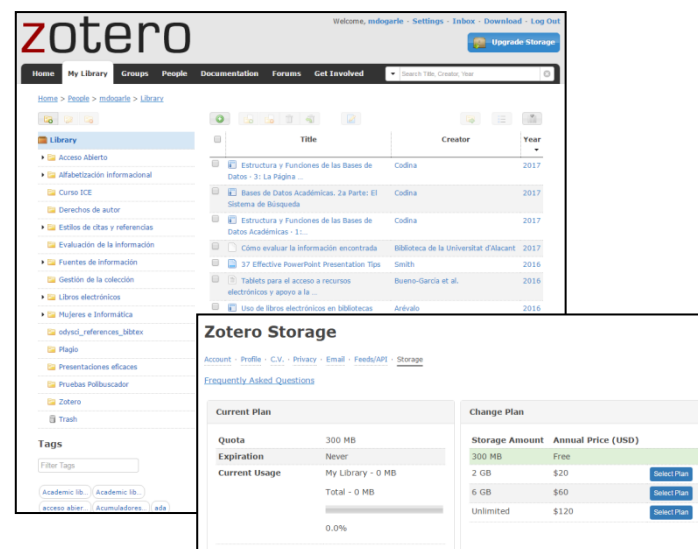 zotero
Welcome, mdogarle - Settings - Inbox - Download - Log Out
Upgrade Storage
Home My Library Groups People Documentation Forums Get Involved
Search Title, Creator, Year
Home > People > mdogarle > Library
Library
Acceso Abierto
Alfabetización informacional
Curso ICE
Derechos de autor
Estilos de citas y referencias
Evaluación de la información
Fuentes de información
Gestión de la colección
Libros electrónicos
Mujeres e Informática
odysci_references_bibtex
Plagio
Presentaciones eficaces
Pruebas Polibuscador
Zotero
Trash
Tags
Filter Tags
Academic lib... Academic lib...
acceso abier... Acumuladores... ada
Title Creator Year
Estructura y Funciones de las Bases de
Datos - 3: La Página ... Codina 2017
Bases de Datos Académicas. 2a Parte: El
Sistema de Búsqueda Codina 2017
Estructura y Funciones de las Bases de
Datos Académicas - 1:... Codina 2017
Cómo evaluar la información encontrada Biblioteca de la Universitat d'Alacant 2017
37 Effective PowerPoint Presentation Tips Smith 2016
Tablets para el acceso a recursos
electrónicos y apoyo a la ... Bueno-García et al. 2016
Uso de libros electrónicos en bibliotecas Arévalo 2016
Zotero Storage
Account - Profile - C.V. - Privacy - Email - Feeds/API - Storage
Frequently Asked Questions
Current Plan
Quota 300 MB
Expiration Never
Current Usage My Library - 0 MB
Total - 0 MB
0.0%
Change Plan
Storage Amount Annual Price (USD)
300 MB Free
2 GB $20 Select Plan
6 GB $60 Select Plan
Unlimited $120 Select Plan